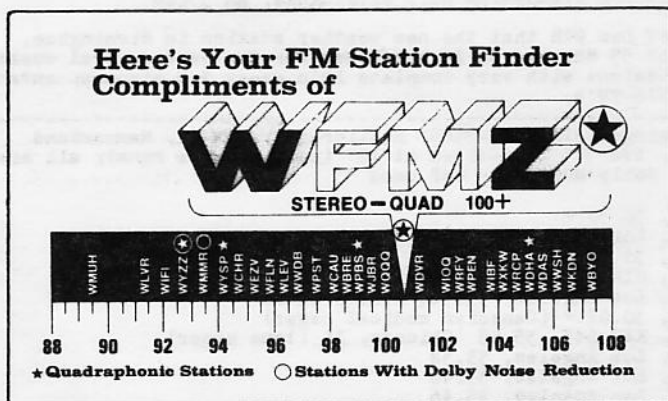 Here's Your FM Station Finder
Compliments of
WFMZ
STEREO-QUAD 100+
WMUH WLVR WIFI WYZZ WMMR WYSP WCHR WEZV WFLN WLEV WWDB WPST WCAU WBRE WPBS WJBR WQQQ WDVR WIOQ WBFY WPEN WIBF WXKW WRCP WDHA WDAS WWSH WKDN WBYO
88 90 92 94 96 98 100 102 104 106 108
★Quadraphonic Stations ◯Stations With Dolby Noise Reduction